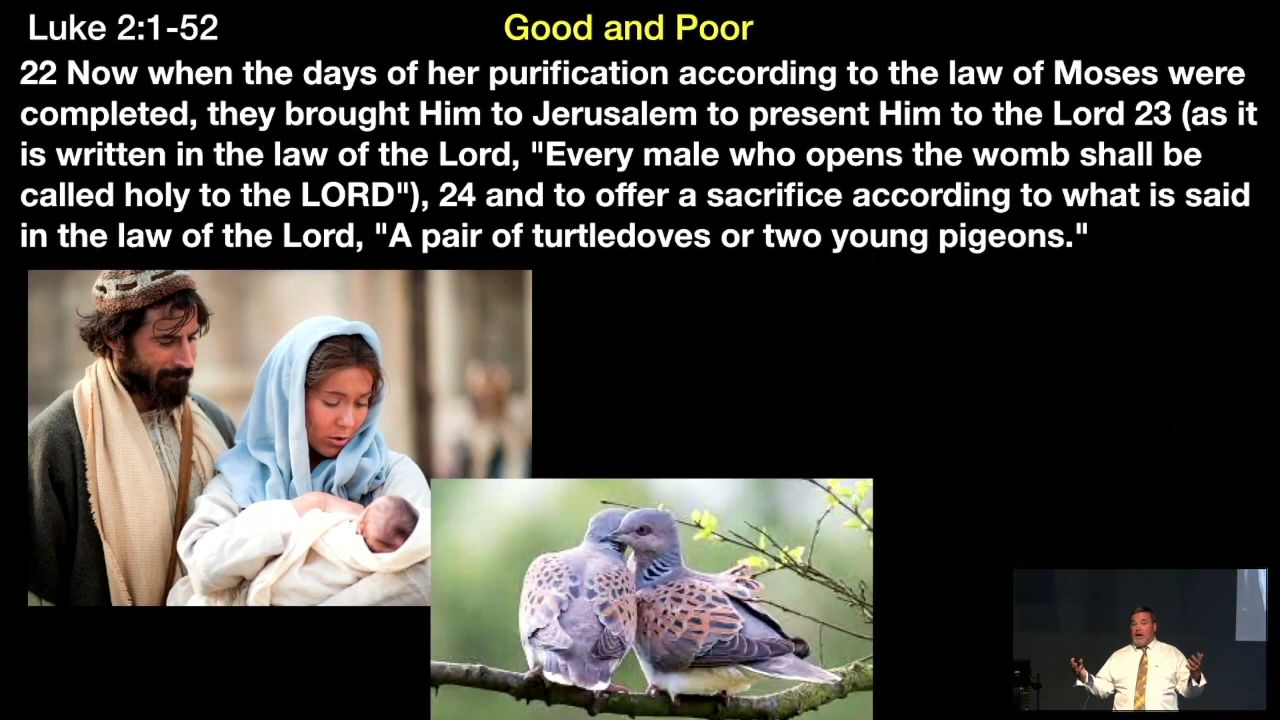 Luke 2:1-52
Good and Poor
22 Now when the days of her purification according to the law of Moses were
completed, they brought Him to Jerusalem to present Him to the Lord 23 (as it
is written in the law of the Lord, "Every male who opens the womb shall be
called holy to the LORD"), 24 and to offer a sacrifice according to what is said
in the law of the Lord, "A pair of turtledoves or two young pigeons."